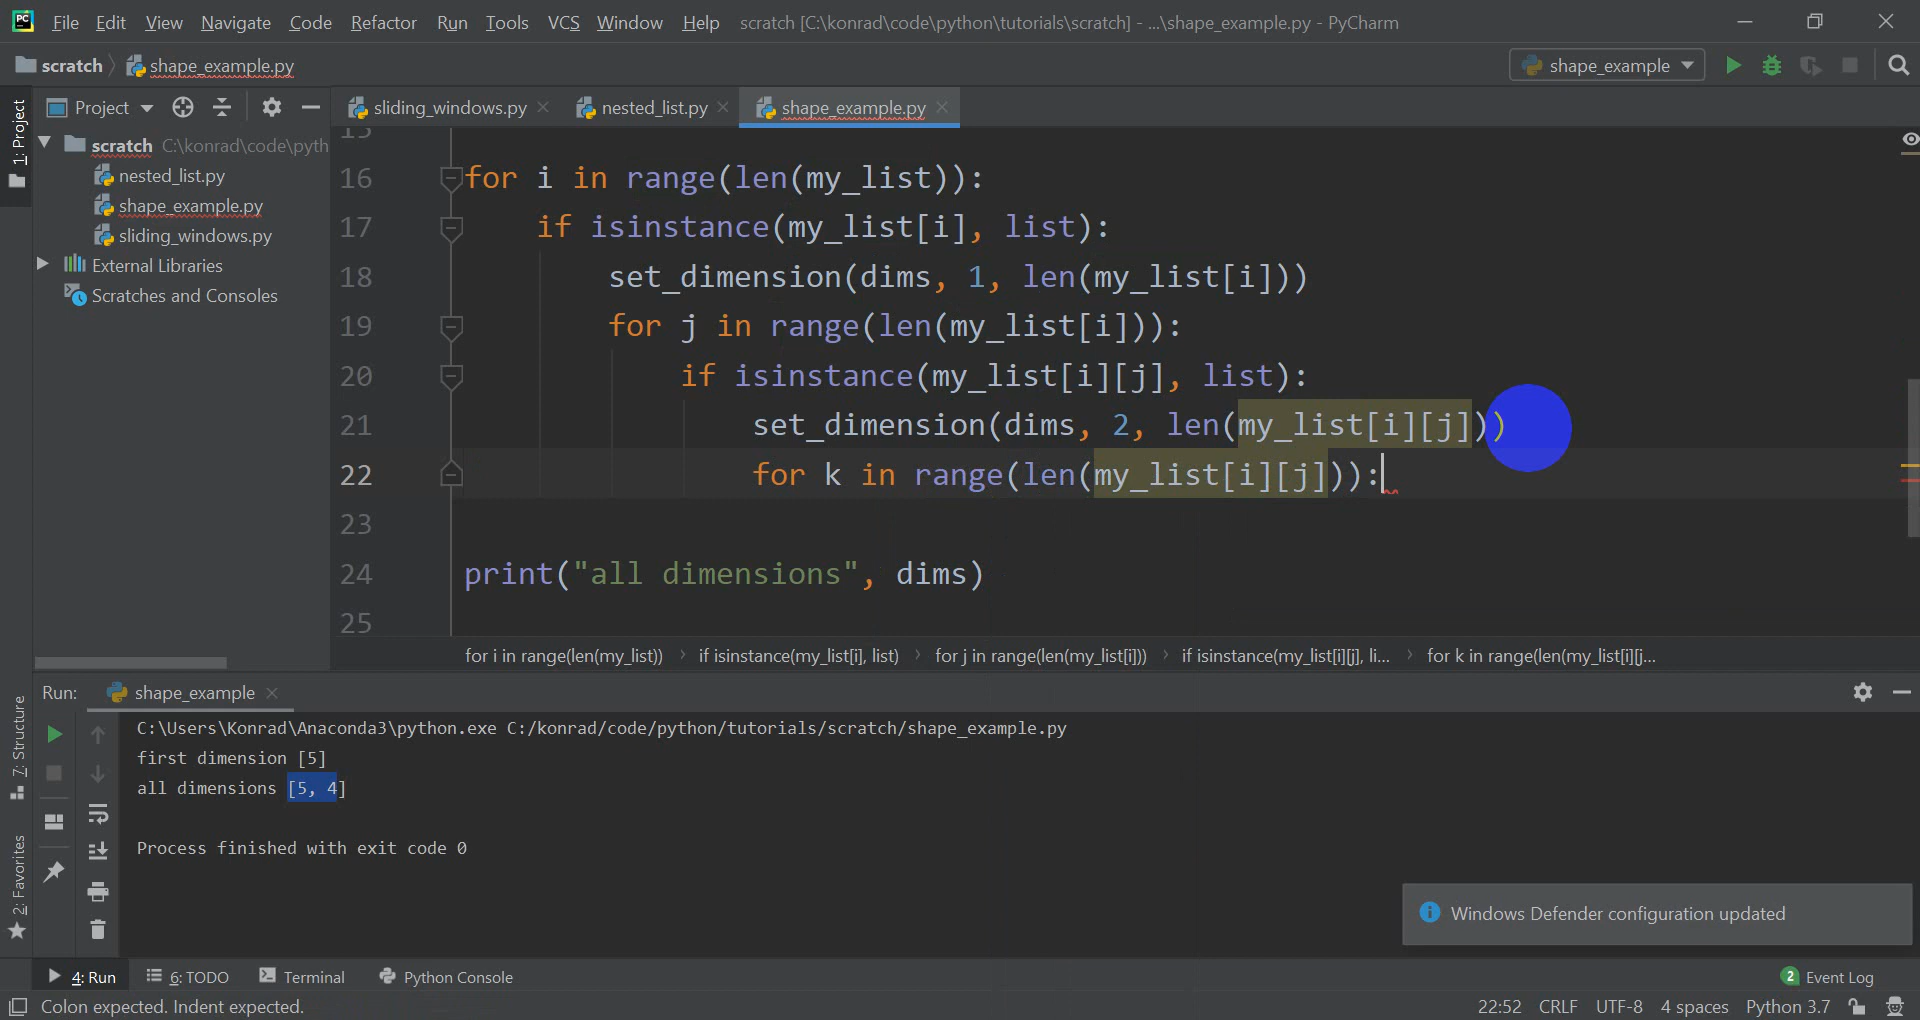 PC File Edit View Navigate Code Refactor Run Tools VCS Window Help scratch [C:\konrad\code\python\tutorials\scratch] - ...\shape_example.py - PyCharm
scratch shape_example.py shape_example
1: Project
Project sliding_windows.py nested_list.py shape_example.py
scratch C:\konrad\code\pyth
nested_list.py
shape_example.py
sliding_windows.py
External Libraries
Scratches and Consoles
15
16 for i in range(len(my_list)):
17 if isinstance(my_list[i], list):
18 set_dimension(dims, 1, len(my_list[i]))
19 for j in range(len(my_list[i])):
20 if isinstance(my_list[i][j], list):
21 set_dimension(dims, 2, len(my_list[i][j]))
22 for k in range(len(my_list[i][j])):
23
24 print("all dimensions", dims)
25
for i in range(len(my_list)) if isinstance(my_list[i], list) for j in range(len(my_list[i])) if isinstance(my_list[i][j], li... for k in range(len(my_list[i][j...
Run: shape_example
7: Structure
2: Favorites
C:\Users\Konrad\Anaconda3\python.exe C:/konrad/code/python/tutorials/scratch/shape_example.py
first dimension [5]
all dimensions [5, 4]
Process finished with exit code 0
Windows Defender configuration updated
4: Run 6: TODO Terminal Python Console 2 Event Log
Colon expected. Indent expected. 22:52 CRLF UTF-8 4 spaces Python 3.7